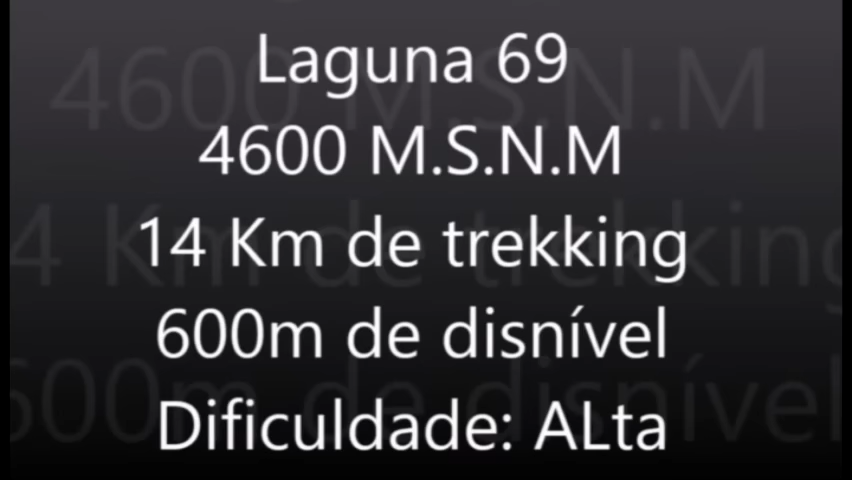 Laguna 69
4600 M.S.N.M
14 Km de trekking
600m de disnível
Dificuldade: ALta